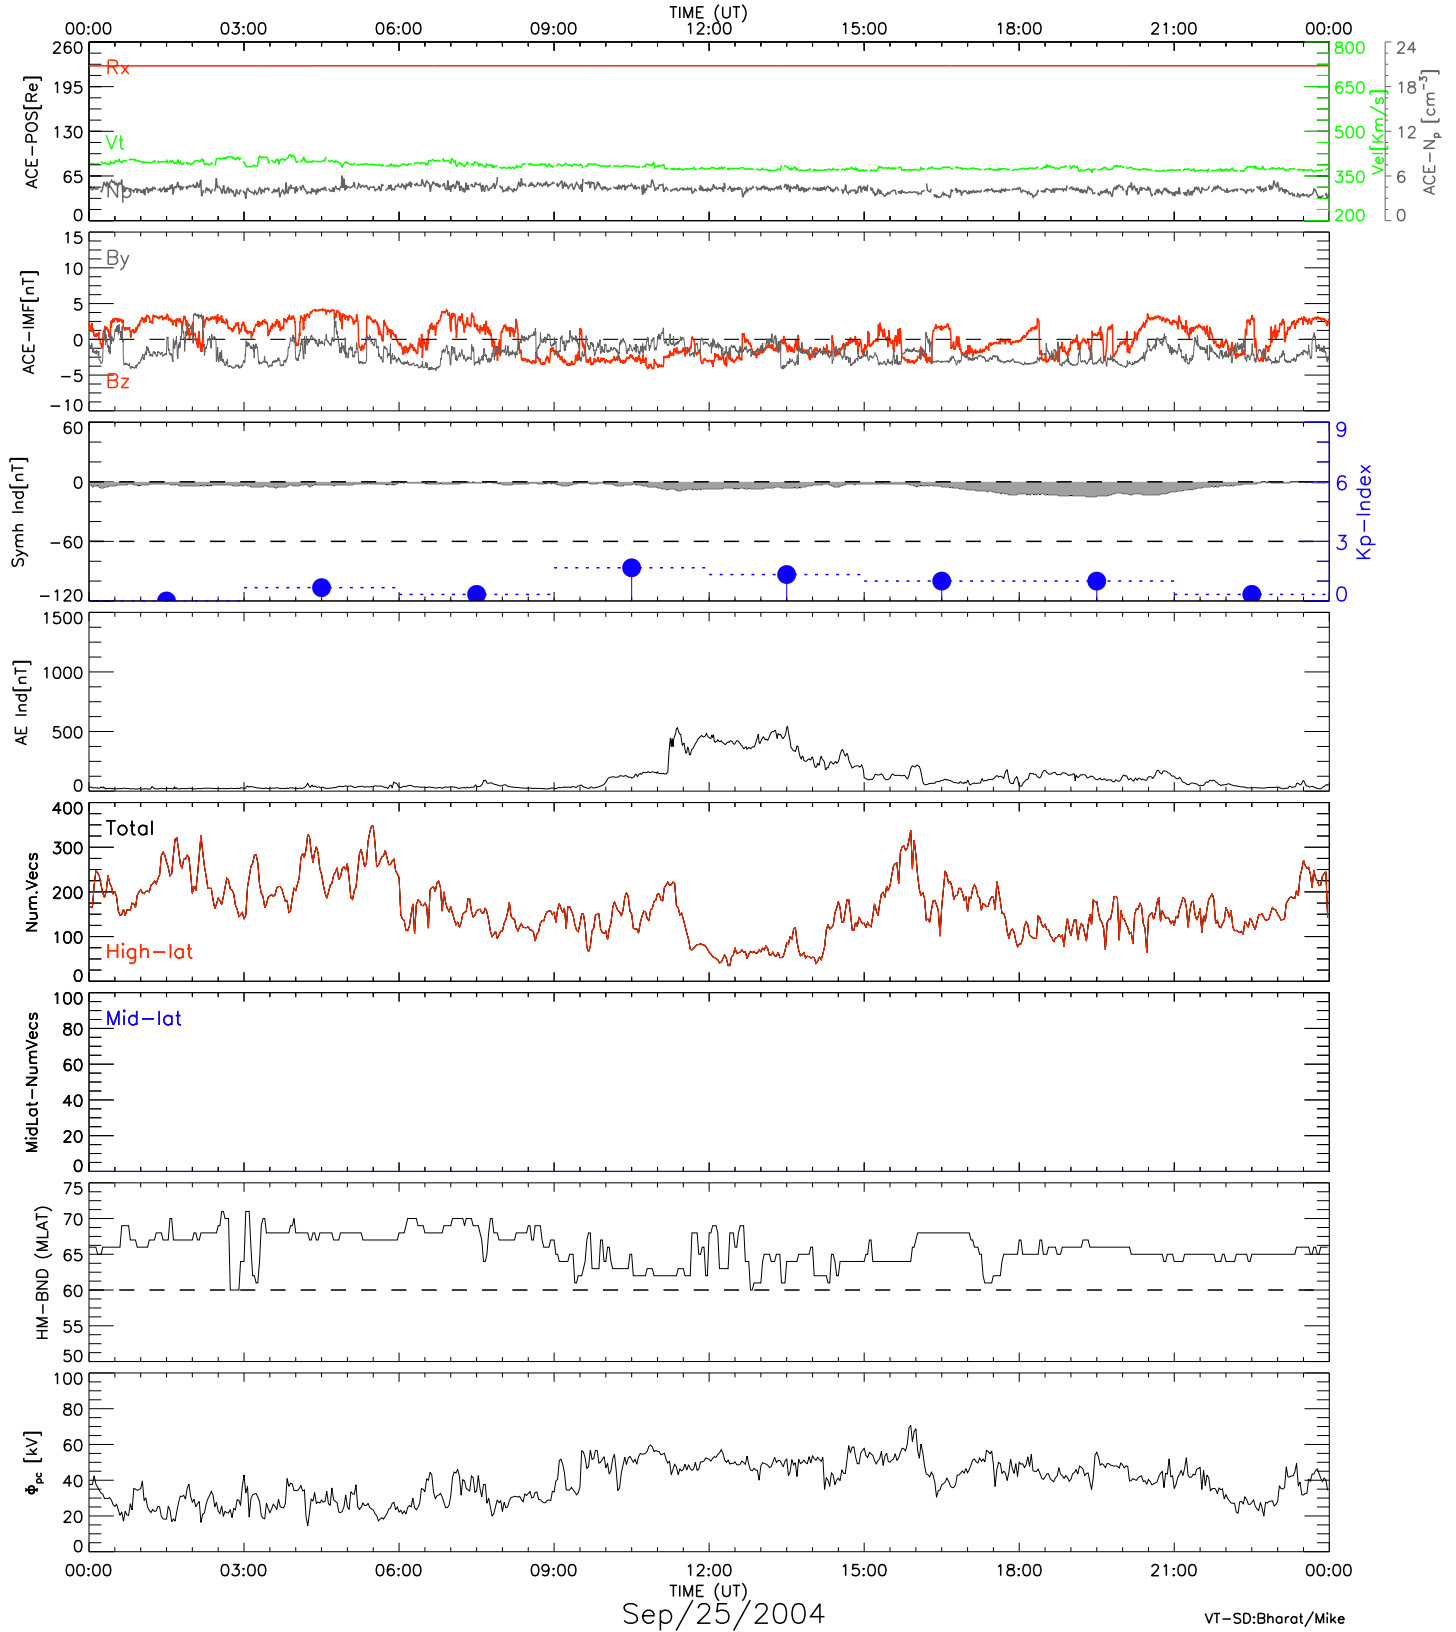 TIME (UT)
00:00 03:00 06:00 09:00 12:00 15:00 18:00 21:00 00:00
260
195
130
65
0
ACE-POS[Re]
Rx
Vt
Np
800
650
500
350
200
Vel[Km/s]
24
18
12
6
0
ACE-Np [cm⁻³]
15
10
5
0
-5
-10
ACE-IMF[nT]
By
Bz
60
0
-60
-120
Symh Ind[nT]
9
6
3
0
Kp-Index
1500
1000
500
0
AE Ind[nT]
400
300
200
100
0
Num.Vecs
Total
High-lat
100
80
60
40
20
0
MidLat-NumVecs
Mid-lat
75
70
65
60
55
50
HM-BND (MLAT)
100
80
60
40
20
0
Φpc [kV]
00:00 03:00 06:00 09:00 12:00 15:00 18:00 21:00 00:00
TIME (UT)
Sep/25/2004
VT-SD:Bharat/Mike